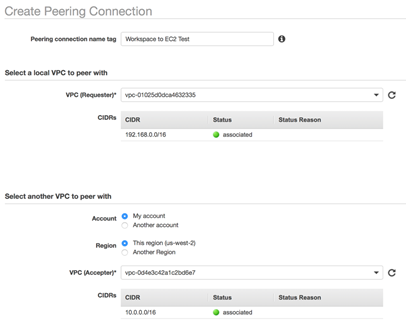 Create Peering Connection
Peering connection name tag Workspace to EC2 Test
Select a local VPC to peer with
VPC (Requester)* vpc-01025d0dca4632335
CIDRs CIDR Status Status Reason
192.168.0.0/16 associated
Select another VPC to peer with
Account My account
Another account
Region This region (us-west-2)
Another Region
VPC (Accepter)* vpc-0d4e3c42a1c2bd6e7
CIDRs CIDR Status Status Reason
10.0.0.0/16 associated